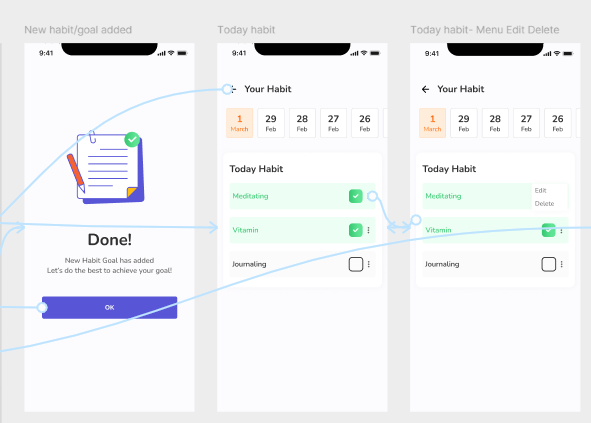 New habit/goal added
9:41
Done!
New Habit Goal has added
Let's do the best to achieve your goal!
OK
Today habit
9:41
Your Habit
1 29 28 27 26
March Feb Feb Feb Feb
Today Habit
Meditating
Vitamin
Journaling
Today habit- Menu Edit Delete
9:41
Your Habit
1 29 28 27 26
March Feb Feb Feb Feb
Today Habit
Meditating
Edit
Delete
Vitamin
Journaling